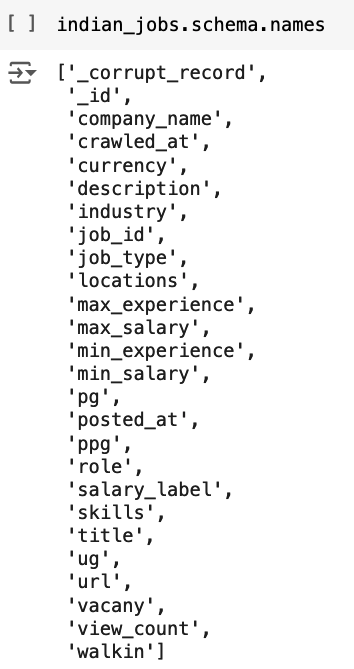 [ ] indian_jobs.schema.names
['_corrupt_record',
'_id',
'company_name',
'crawled_at',
'currency',
'description',
'industry',
'job_id',
'job_type',
'locations',
'max_experience',
'max_salary',
'min_experience',
'min_salary',
'pg',
'posted_at',
'ppg',
'role',
'salary_label',
'skills',
'title',
'ug',
'url',
'vacany',
'view_count',
'walkin']